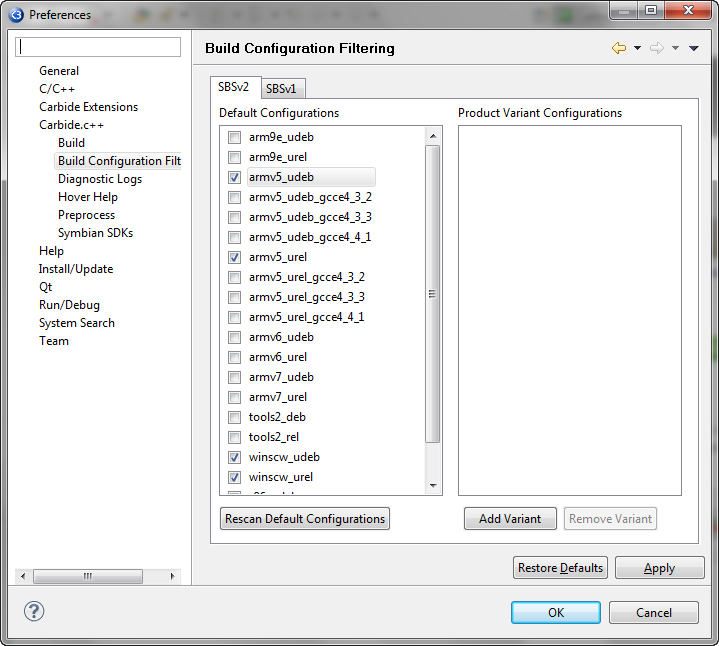 Preferences
Build Configuration Filtering
General
C/C++
Carbide Extensions
Carbide.c++
Build
Build Configuration Filt
Diagnostic Logs
Hover Help
Preprocess
Symbian SDKs
Help
Install/Update
Qt
Run/Debug
System Search
Team
SBSv2 SBSv1
Default Configurations
arm9e_udeb
arm9e_urel
armv5_udeb
armv5_udeb_gcce4_3_2
armv5_udeb_gcce4_3_3
armv5_udeb_gcce4_4_1
armv5_urel
armv5_urel_gcce4_3_2
armv5_urel_gcce4_3_3
armv5_urel_gcce4_4_1
armv6_udeb
armv6_urel
armv7_udeb
armv7_urel
tools2_deb
tools2_rel
winscw_udeb
winscw_urel
Rescan Default Configurations
Product Variant Configurations
Add Variant Remove Variant
Restore Defaults Apply
OK Cancel